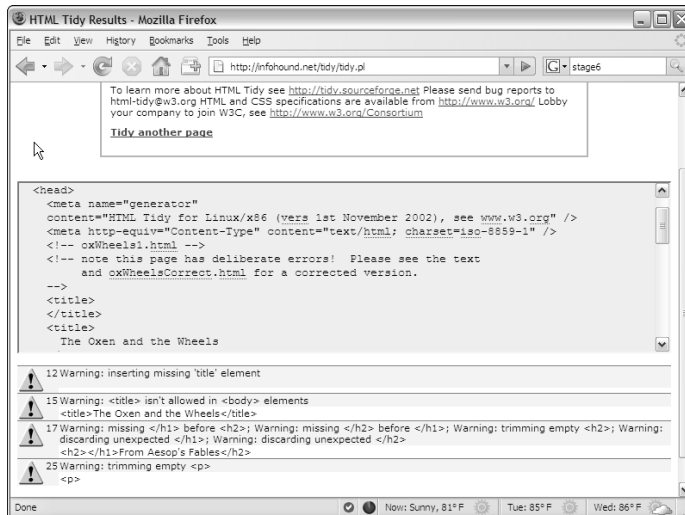 HTML Tidy Results - Mozilla Firefox
File Edit View History Bookmarks Tools Help
http://infohound.net/tidy/tidy.pl
G stage6
To learn more about HTML Tidy see http://tidy.sourceforge.net Please send bug reports to
html-tidy@w3.org HTML and CSS specifications are available from http://www.w3.org/ Lobby
your company to join W3C, see http://www.w3.org/Consortium
Tidy another page
<head>
<meta name="generator"
content="HTML Tidy for Linux/x86 (vers 1st November 2002), see www.w3.org" />
<meta http-equiv="Content-Type" content="text/html; charset=iso-8859-1" />
<!-- oxWheels1.html -->
<!-- note this page has deliberate errors!  Please see the text
and oxWheelsCorrect.html for a corrected version.
-->
<title>
</title>
<title>
The Oxen and the Wheels
12 Warning: inserting missing 'title' element
15 Warning: <title> isn't allowed in <body> elements
<title>The Oxen and the Wheels</title>
17 Warning: missing </h1> before <h2>; Warning: missing </h2> before </h1>; Warning: trimming empty <h2>; Warning:
discarding unexpected </h1>; Warning: discarding unexpected </h2>
<h2></h1>From Aesop's Fables</h2>
25 Warning: trimming empty <p>
<p>
Done Now: Sunny, 81° F Tue: 85° F Wed: 86° F